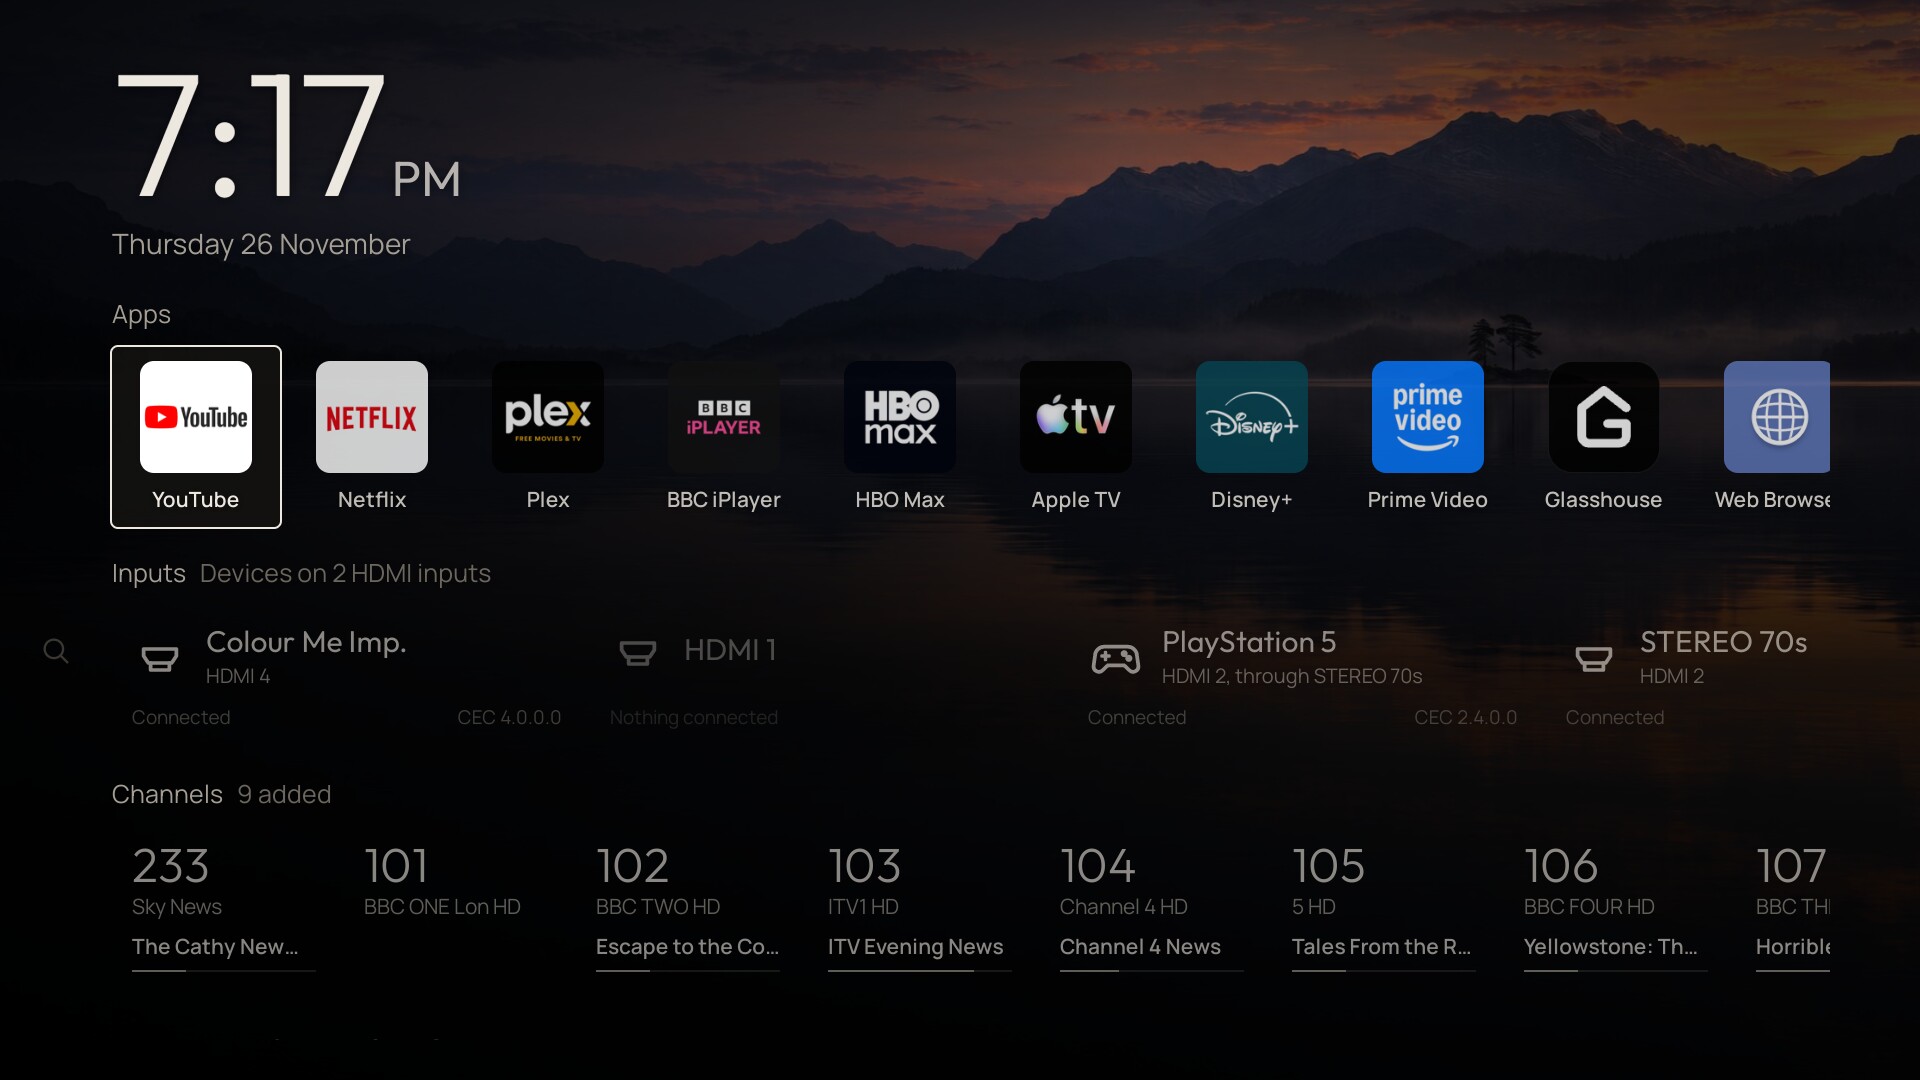 7:17 PM
Thursday 26 November
Apps
YouTube
NETFLIX
plex
FREE MOVIES & TV
BBC
iPLAYER
HBO
max
tv
Disney+
prime
video
YouTube
Netflix
Plex
BBC iPlayer
HBO Max
Apple TV
Disney+
Prime Video
Glasshouse
Web Browse
Inputs Devices on 2 HDMI inputs
Colour Me Imp.
HDMI 4
Connected
CEC 4.0.0.0
HDMI 1
Nothing connected
PlayStation 5
HDMI 2, through STEREO 70s
Connected
CEC 2.4.0.0
STEREO 70s
HDMI 2
Connected
Channels 9 added
233
Sky News
The Cathy New...
101
BBC ONE Lon HD
102
BBC TWO HD
Escape to the Co...
103
ITV1 HD
ITV Evening News
104
Channel 4 HD
Channel 4 News
105
5 HD
Tales From the R...
106
BBC FOUR HD
Yellowstone: Th...
107
BBC TH
Horrible